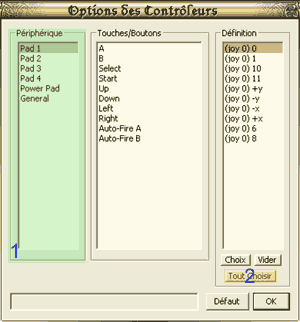 Options des Contrôleurs
Périphérique
Pad 1
Pad 2
Pad 3
Pad 4
Power Pad
General
1
Touches/Boutons
A
B
Select
Start
Up
Down
Left
Right
Auto-Fire A
Auto-Fire B
Définition
(joy 0) 0
(joy 0) 1
(joy 0) 10
(joy 0) 11
(joy 0) +y
(joy 0) -y
(joy 0) -x
(joy 0) +x
(joy 0) 6
(joy 0) 8
Choix Vider
Tout Choisir
2
Défaut OK